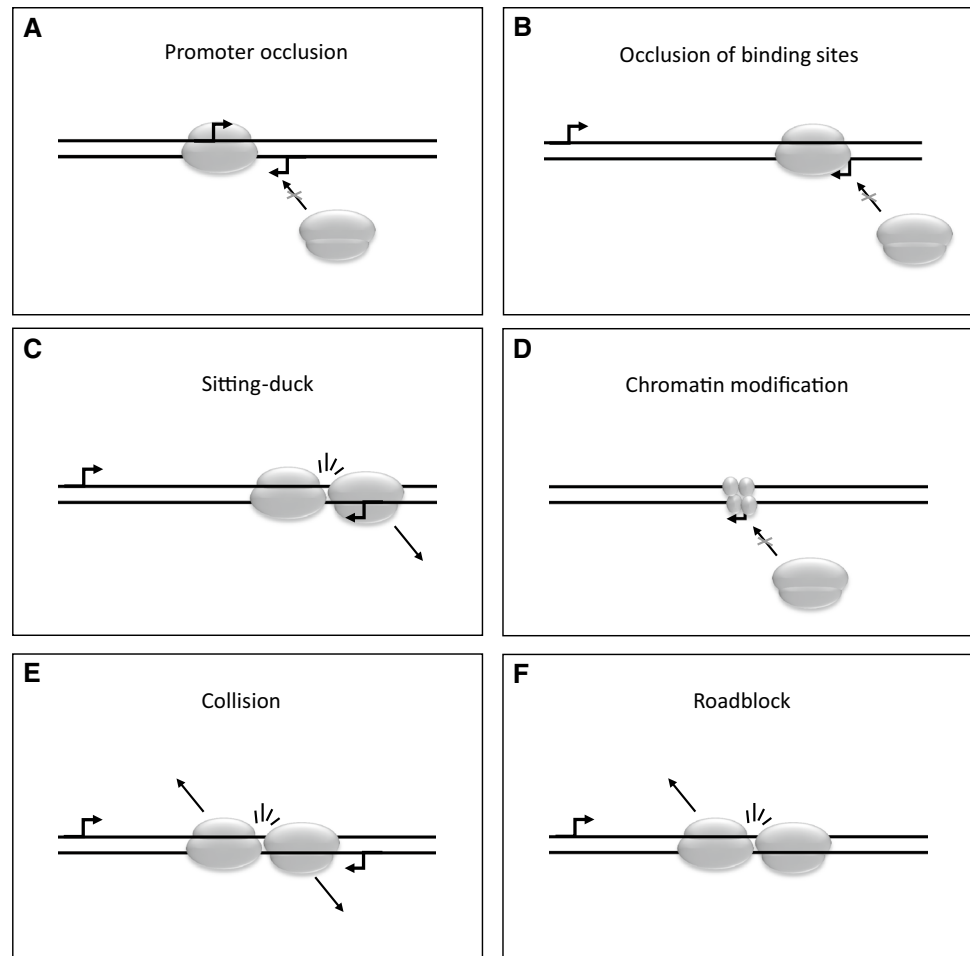 A
Promoter occlusion
B
Occlusion of binding sites
C
Sitting-duck
D
Chromatin modification
E
Collision
F
Roadblock